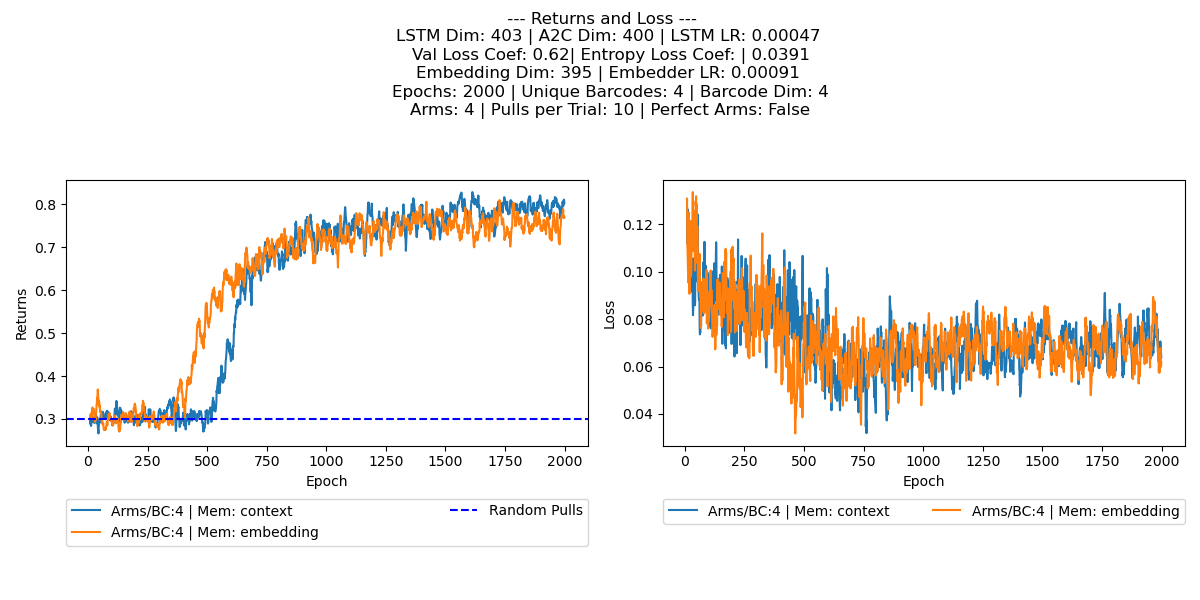 --- Returns and Loss ---
LSTM Dim: 403 | A2C Dim: 400 | LSTM LR: 0.00047
Val Loss Coef: 0.62| Entropy Loss Coef: | 0.0391
Embedding Dim: 395 | Embedder LR: 0.00091
Epochs: 2000 | Unique Barcodes: 4 | Barcode Dim: 4
Arms: 4 | Pulls per Trial: 10 | Perfect Arms: False
Returns
0.8
0.7
0.6
0.5
0.4
0.3
0 250 500 750 1000 1250 1500 1750 2000
Epoch
Arms/BC:4 | Mem: context
Arms/BC:4 | Mem: embedding
Random Pulls
Loss
0.12
0.10
0.08
0.06
0.04
0 250 500 750 1000 1250 1500 1750 2000
Epoch
Arms/BC:4 | Mem: context
Arms/BC:4 | Mem: embedding